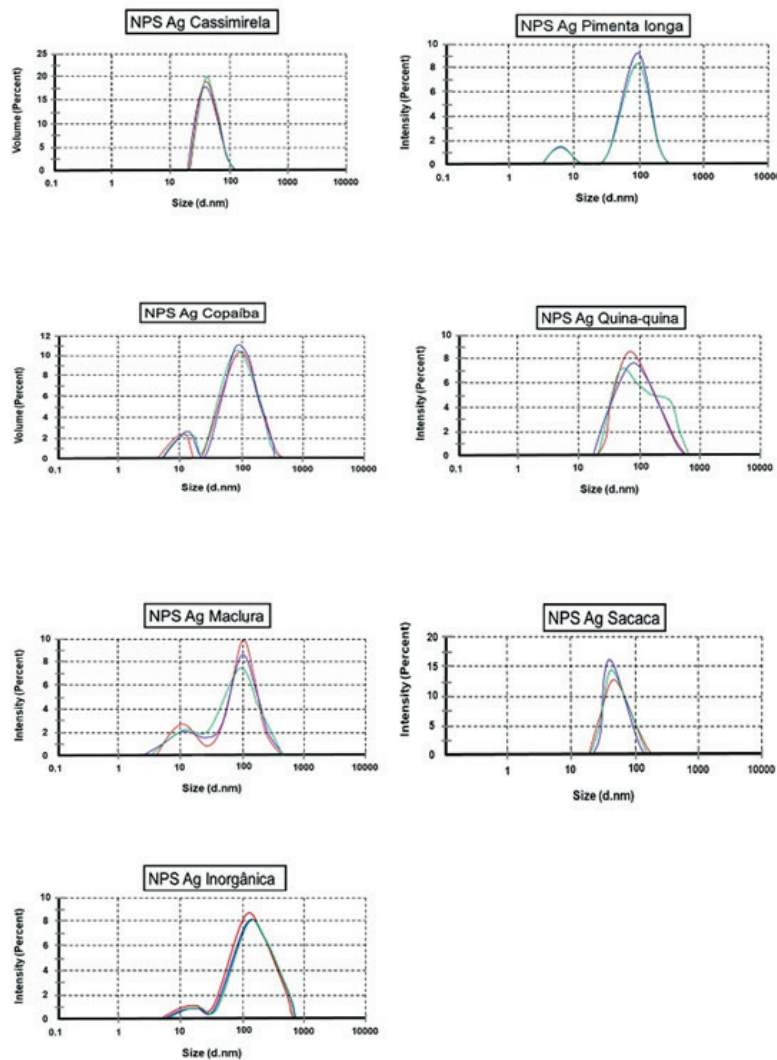 NPS Ag Cassimirela
Volume (Percent)
25
20
15
10
5
0
0.1 1 10 100 1000 10000
Size (d.nm)
NPS Ag Pimenta longa
Intensity (Percent)
10
8
6
4
2
0
0.1 1 10 100 1000 10000
Size (d.nm)
NPS Ag Copaíba
Volume (Percent)
12
10
8
6
4
2
0
0.1 1 10 100 1000 10000
Size (d.nm)
NPS Ag Quina-quina
Intensity (Percent)
10
8
6
4
2
0
0.1 1 10 100 1000 10000
Size (d.nm)
NPS Ag Maclura
Intensity (Percent)
10
8
6
4
2
0
0.1 1 10 100 1000 10000
Size (d.nm)
NPS Ag Sacaca
Intensity (Percent)
20
15
10
5
0
1 10 100 1000 10000
Size (d.nm)
NPS Ag Inorgânica
Intensity (Percent)
10
8
6
4
2
0
0.1 1 10 100 1000 10000
Size (d.nm)